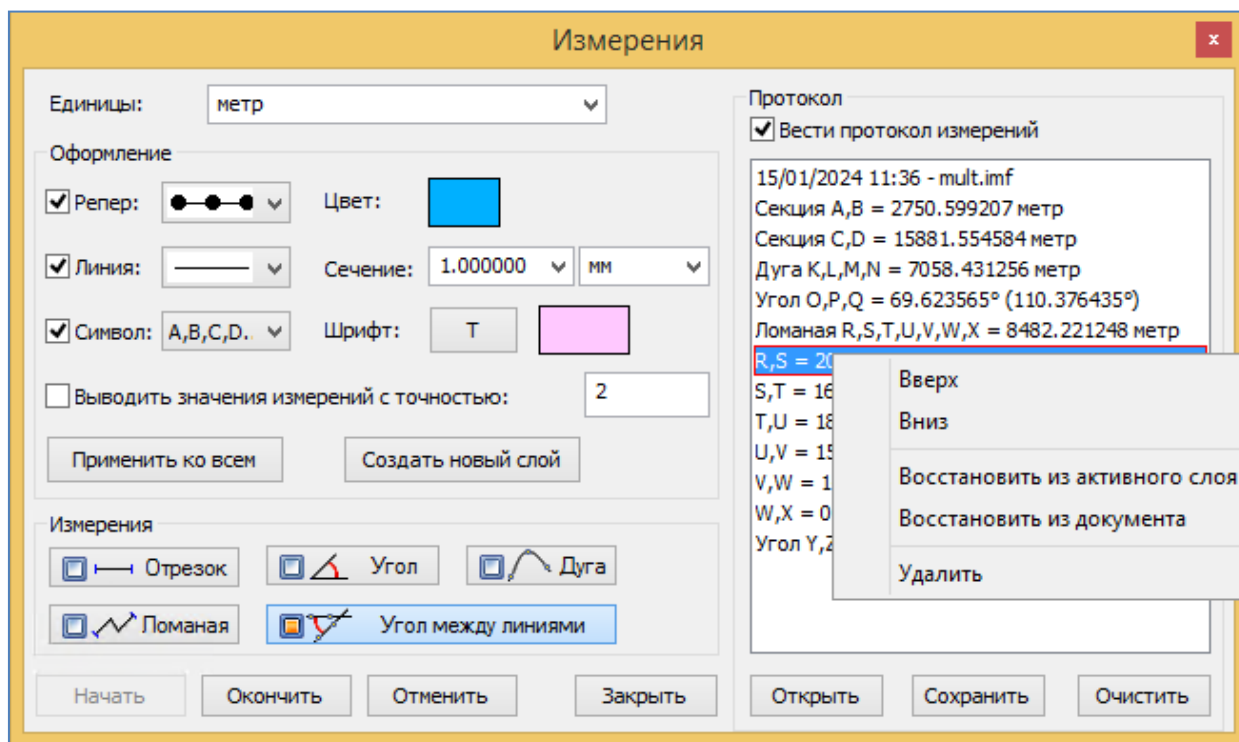 Измерения
x
Единицы: метр
Оформление
Репер: Цвет:
Линия: Сечение: 1.000000 мм
Символ: A,B,C,D.. Шрифт: T
Выводить значения измерений с точностью: 2
Применить ко всем Создать новый слой
Измерения
Отрезок Угол Дуга
Ломаная Угол между линиями
Начать Окончить Отменить Закрыть
Протокол
Вести протокол измерений
15/01/2024 11:36 - mult.imf
Секция A,B = 2750.599207 метр
Секция C,D = 15881.554584 метр
Дуга K,L,M,N = 7058.431256 метр
Угол O,P,Q = 69.623565° (110.376435°)
Ломаная R,S,T,U,V,W,X = 8482.221248 метр
R,S = 20
S,T = 16
T,U = 18
U,V = 15
V,W = 1
W,X = 0
Угол Y,Z
Вверх
Вниз
Восстановить из активного слоя
Восстановить из документа
Удалить
Открыть Сохранить Очистить